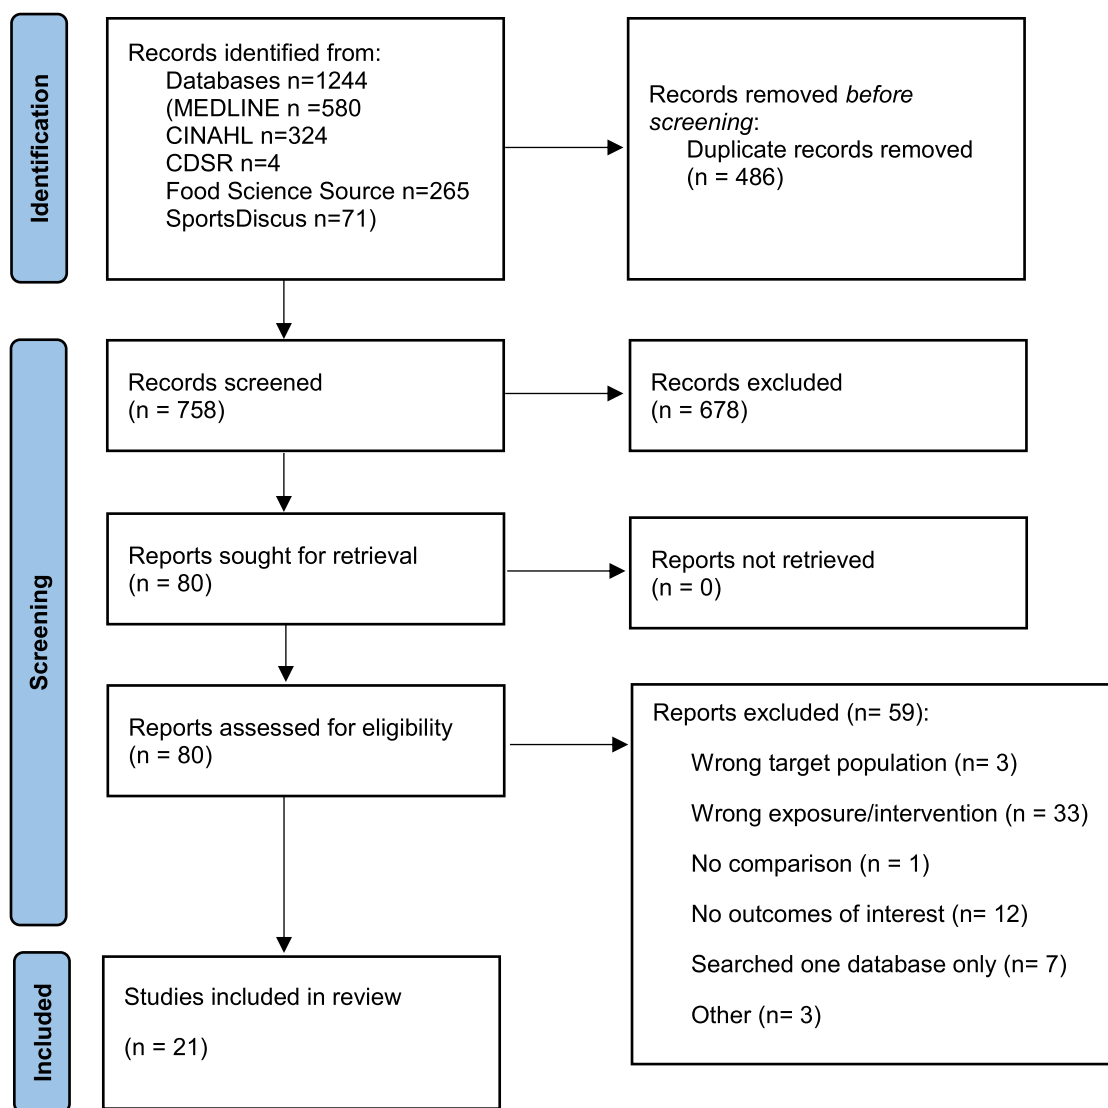 Identification
Records identified from:
Databases n=1244
(MEDLINE n =580
CINAHL n=324
CDSR n=4
Food Science Source n=265
SportsDiscus n=71)
Records removed before
screening:
Duplicate records removed
(n = 486)
Screening
Records screened
(n = 758)
Records excluded
(n = 678)
Reports sought for retrieval
(n = 80)
Reports not retrieved
(n = 0)
Reports assessed for eligibility
(n = 80)
Reports excluded (n= 59):
Wrong target population (n= 3)
Wrong exposure/intervention (n = 33)
No comparison (n = 1)
No outcomes of interest (n= 12)
Searched one database only (n= 7)
Other (n= 3)
Included
Studies included in review
(n = 21)